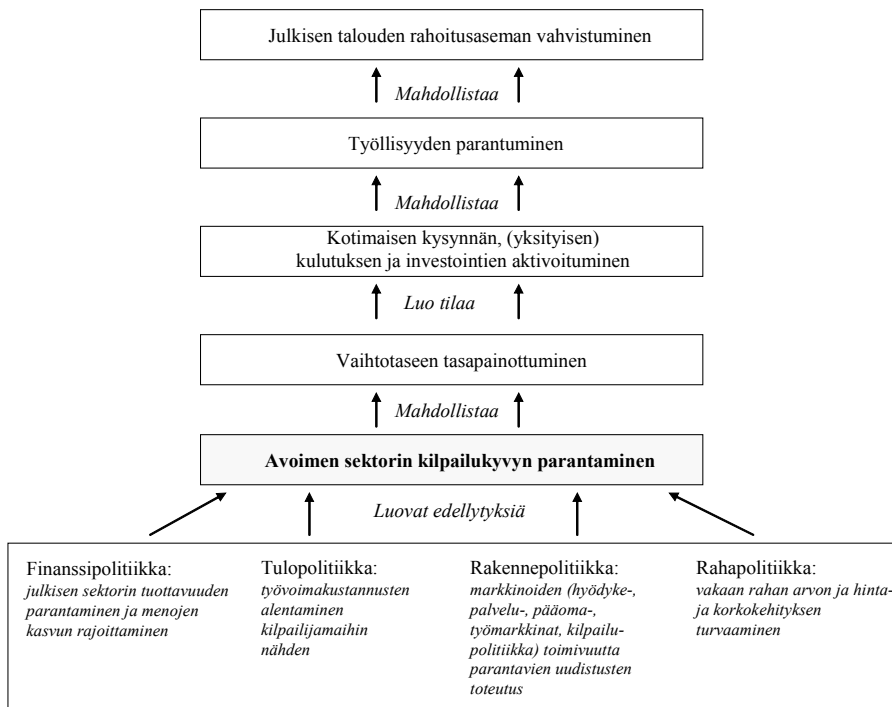 Julkisen talouden rahoitusaseman vahvistuminen
Mahdollistaa
Työllisyyden parantuminen
Mahdollistaa
Kotimaisen kysynnän, (yksityisen)
kulutuksen ja investointien aktivoituminen
Luo tilaa
Vaihtotaseen tasapainottuminen
Mahdollistaa
Avoimen sektorin kilpailukyvyn parantaminen
Luovat edellytyksiä
Finanssipolitiikka:
julkisen sektorin tuottavuuden
parantaminen ja menojen
kasvun rajoittaminen
Tulopolitiikka:
työvoimakustannusten
alentaminen
kilpailijamaihin
nähden
Rakennepolitiikka:
markkinoiden (hyödyke-,
palvelu-, pääoma-,
työmarkkinat, kilpailu-
politiikka) toimivuutta
parantavien uudistusten
toteutus
Rahapolitiikka:
vakaan rahan arvon ja hinta-
ja korkokehityksen
turvaaminen